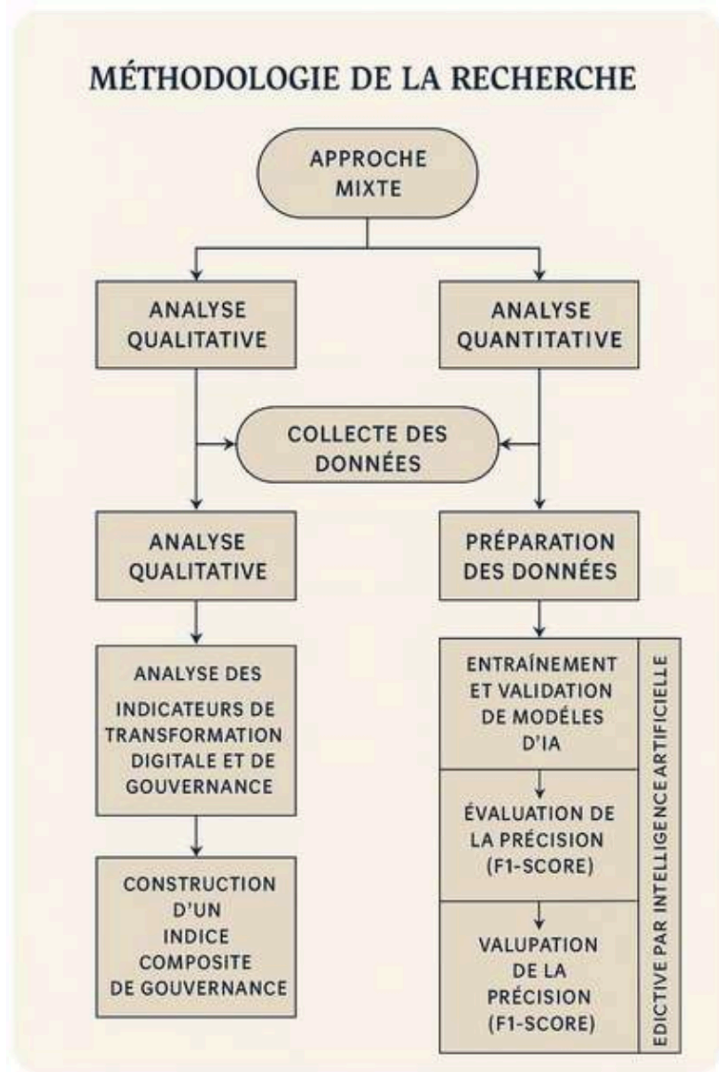 MÉTHODOLOGIE DE LA RECHERCHE
APPROCHE
MIXTE
ANALYSE
QUALITATIVE
ANALYSE
QUANTITATIVE
COLLECTE DES
DONNÉES
ANALYSE
QUALITATIVE
PRÉPARATION
DES DONNÉES
ANALYSE DES
INDICATEURS DE
TRANSFORMATION
DIGITALE ET DE
GOUVERNANCE
CONSTRUCTION
D'UN
INDICE
COMPOSITE
DE GOUVERNANCE
ENTRAÎNEMENT
ET VALIDATION
DE MODÉLES
D'IA
ÉVALUATION DE
LA PRÉCISION
(F1-SCORE)
VALUPATION
DE LA
PRÉCISION
(F1-SCORE)
EDICTIVE PAR INTELLIGENCE ARTIFICIELLE